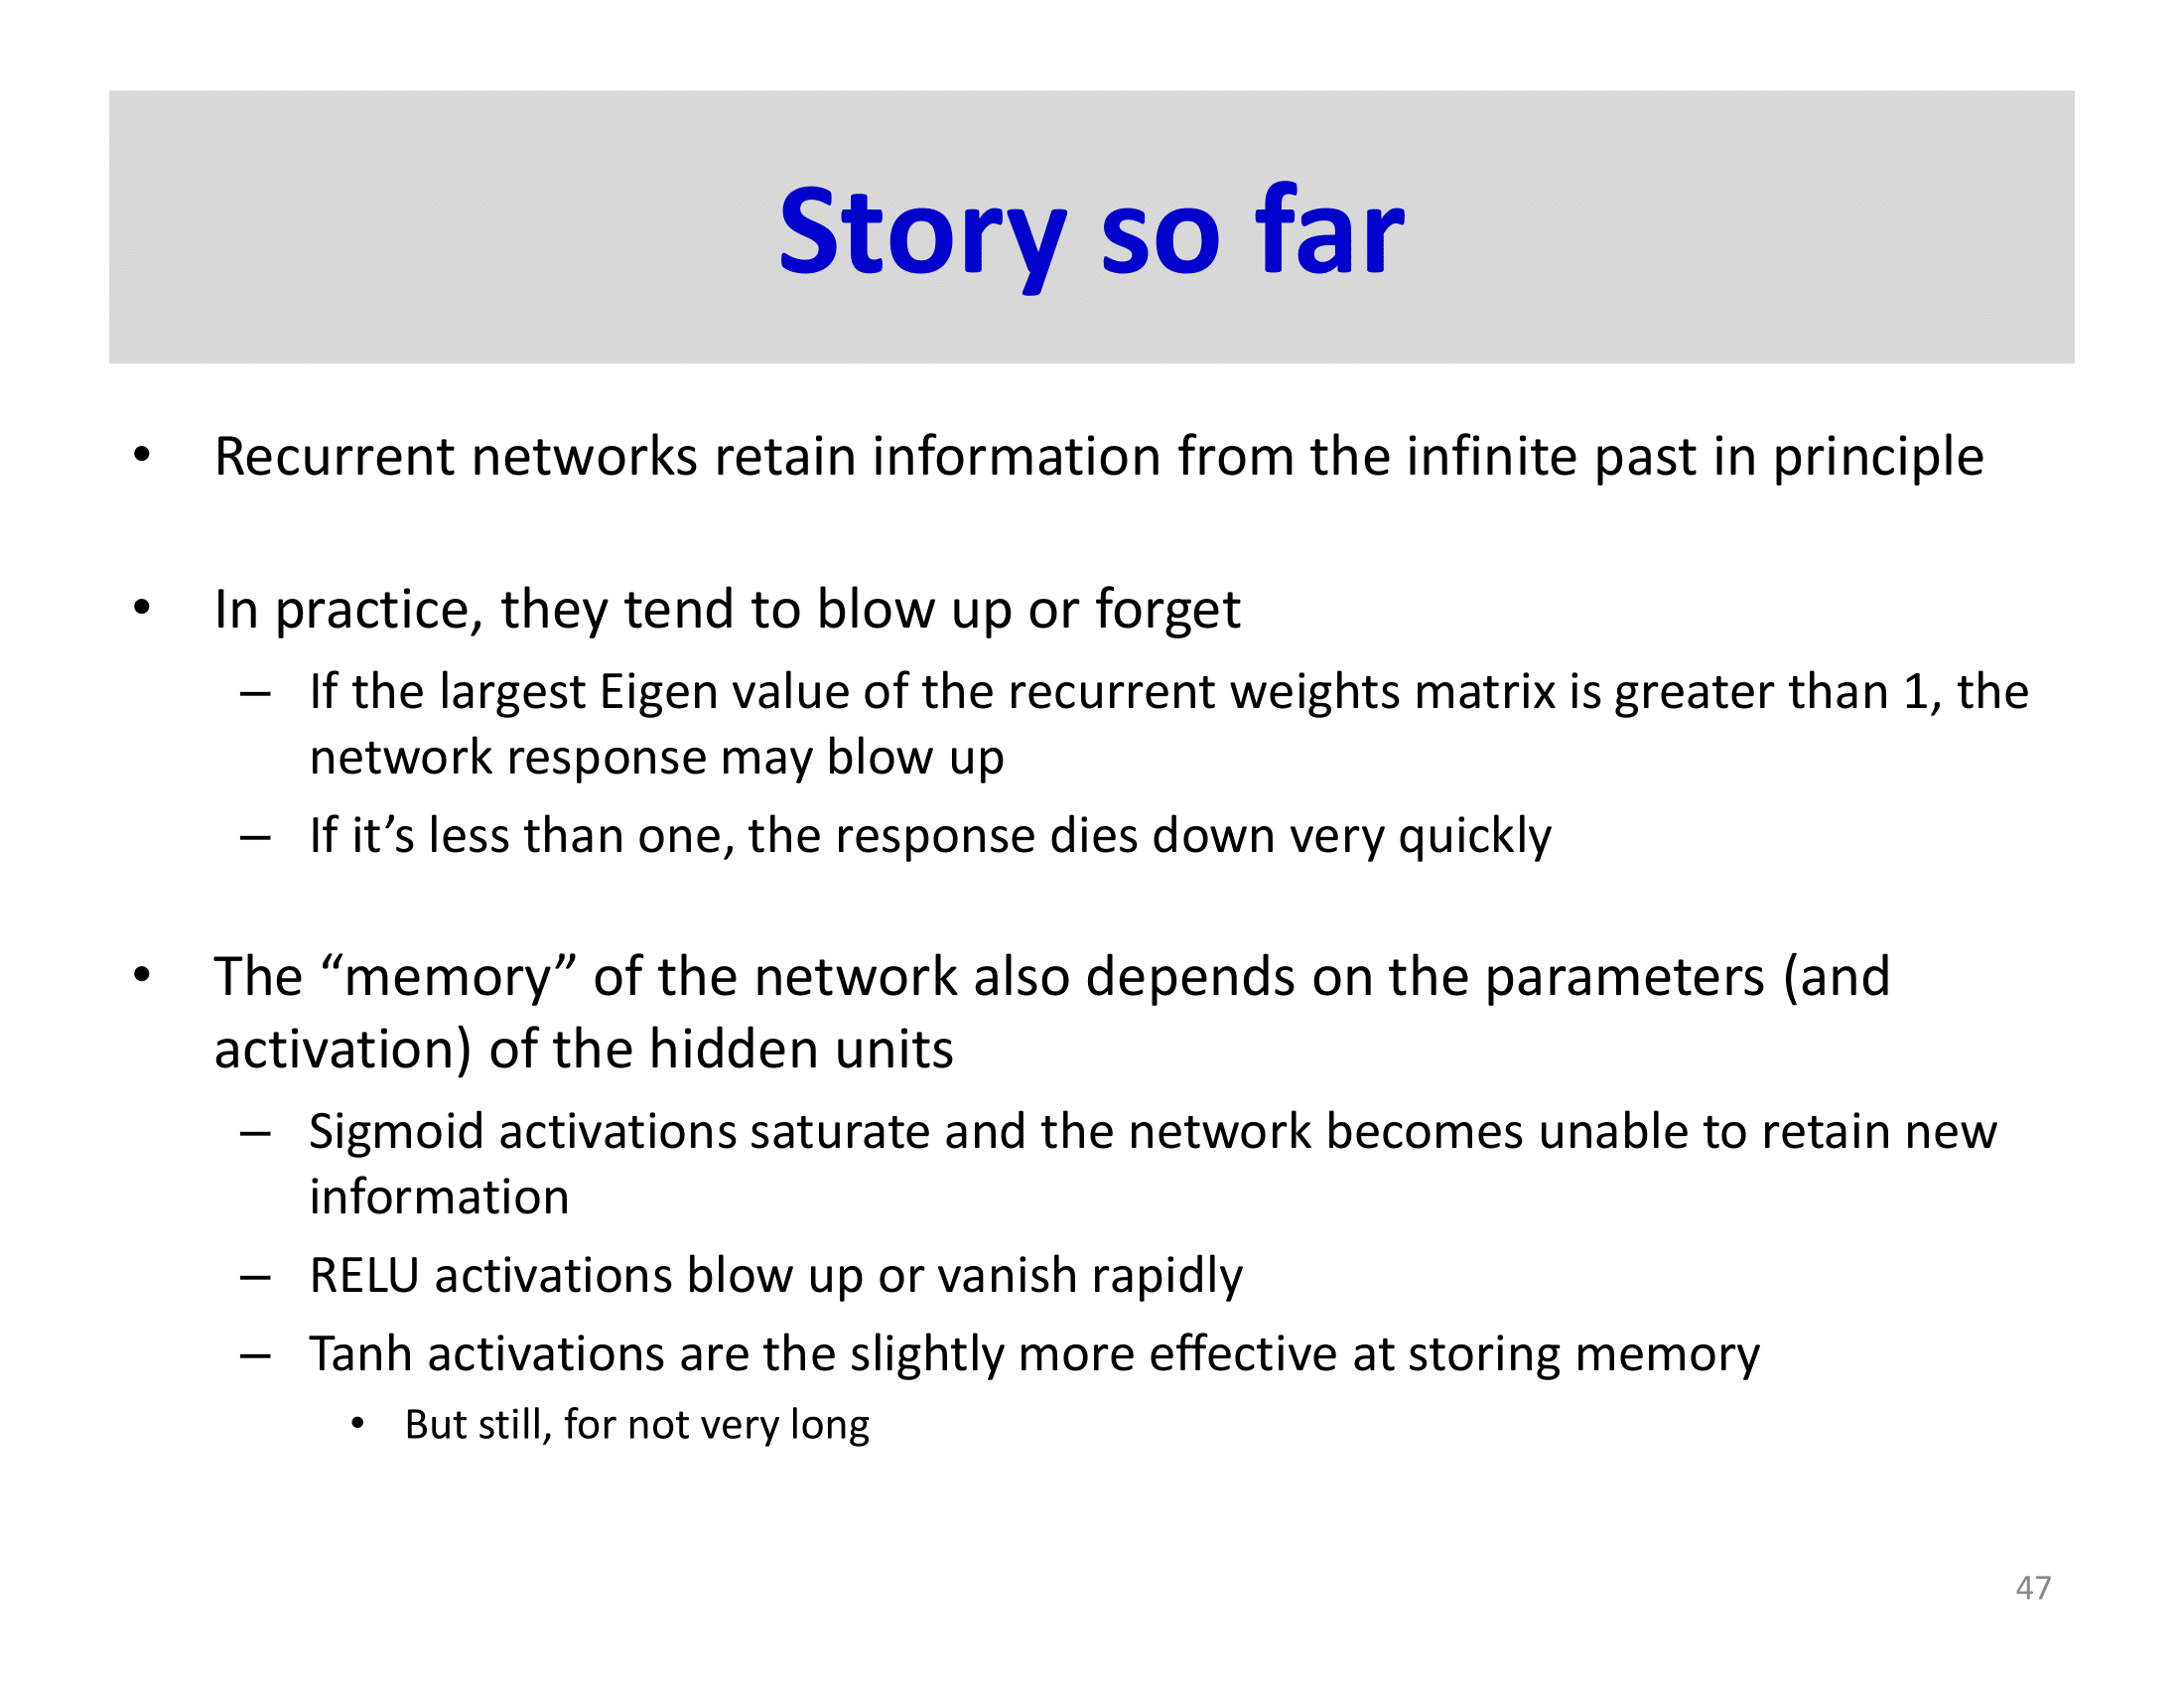 Story so far
• Recurrent networks retain information from the infinite past in principle
• In practice, they tend to blow up or forget
– If the largest Eigen value of the recurrent weights matrix is greater than 1, the
network response may blow up
– If it’s less than one, the response dies down very quickly
• The “memory” of the network also depends on the parameters (and
activation) of the hidden units
– Sigmoid activations saturate and the network becomes unable to retain new
information
– RELU activations blow up or vanish rapidly
– Tanh activations are the slightly more effective at storing memory
• But still, for not very long
47